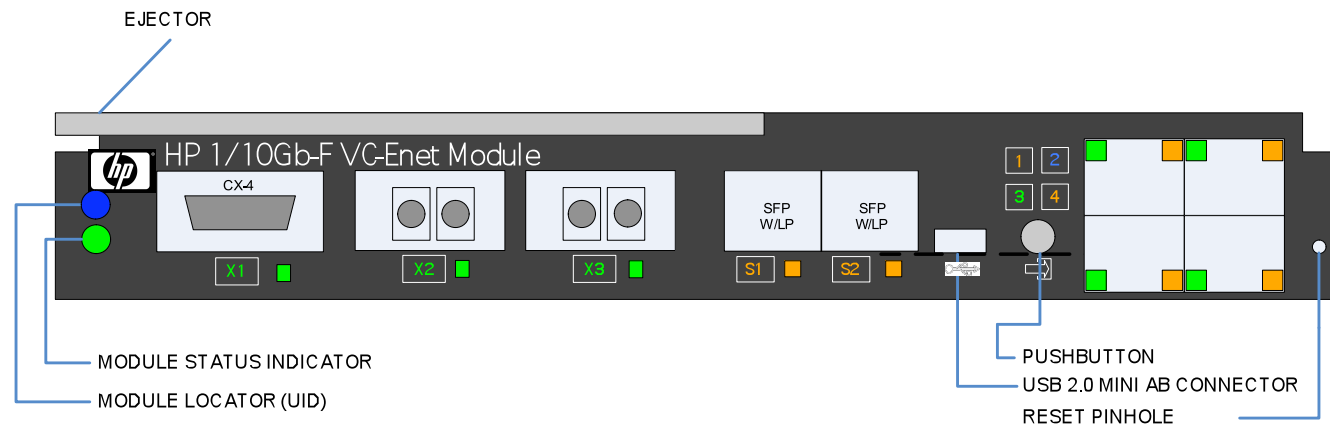 EJECTOR
hp
HP 1/10Gb-F VC-Enet Module
CX-4
SFP
W/LP
SFP
W/LP
1
2
3
4
X1
X2
X3
S1
S2
MODULE STATUS INDICATOR
MODULE LOCATOR (UID)
PUSHBUTTON
USB 2.0 MINI AB CONNECTOR
RESET PINHOLE